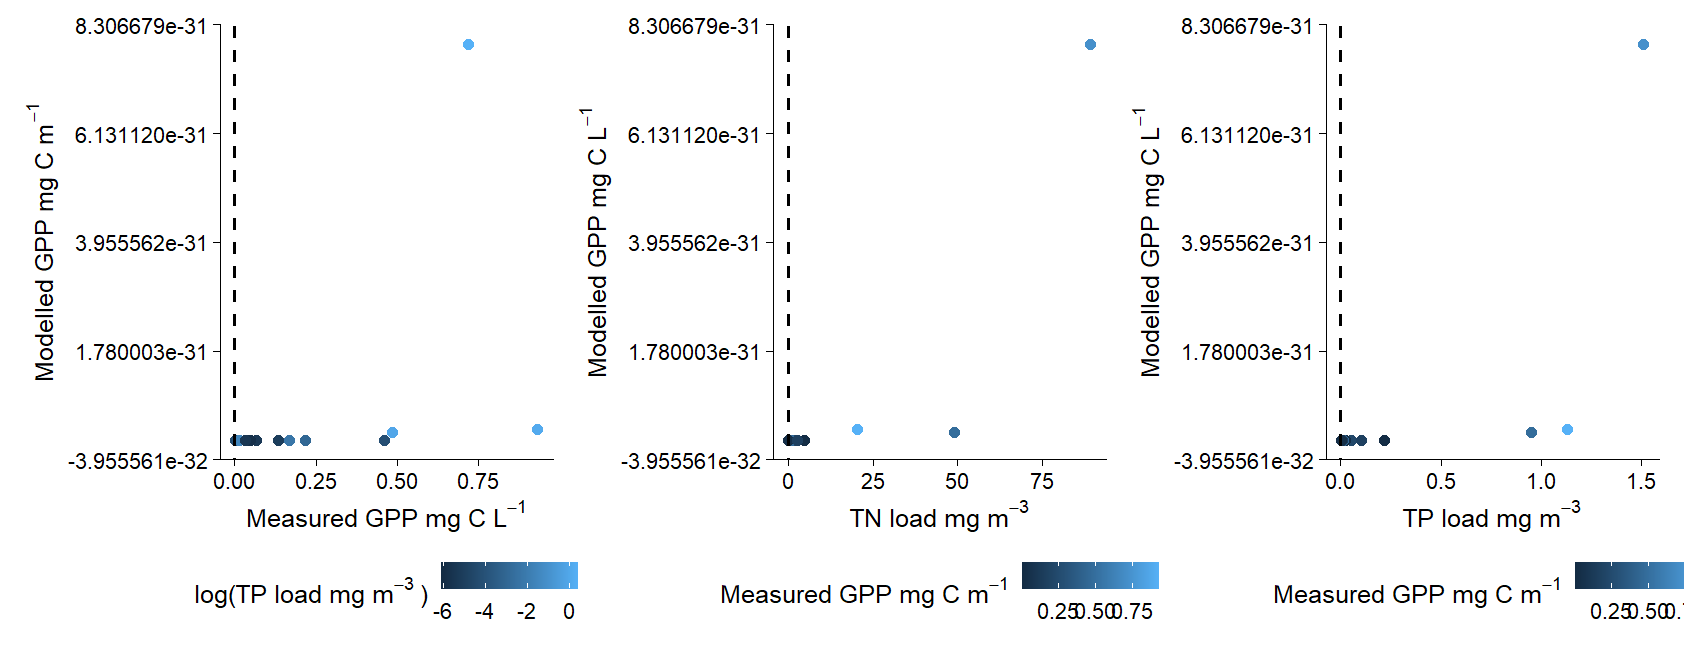 8.306679e-31
6.131120e-31
3.955562e-31
1.780003e-31
-3.955561e-32
Modelled GPP mg C m⁻¹
0.00 0.25 0.50 0.75
Measured GPP mg C L⁻¹
log(TP load mg m⁻³ )
-6 -4 -2 0
8.306679e-31
6.131120e-31
3.955562e-31
1.780003e-31
-3.955561e-32
Modelled GPP mg C L⁻¹
0 25 50 75
TN load mg m⁻³
Measured GPP mg C m⁻¹
0.25 0.50 0.75
8.306679e-31
6.131120e-31
3.955562e-31
1.780003e-31
-3.955561e-32
Modelled GPP mg C L⁻¹
0.0 0.5 1.0 1.5
TP load mg m⁻³
Measured GPP mg C m⁻¹
0.25 0.50